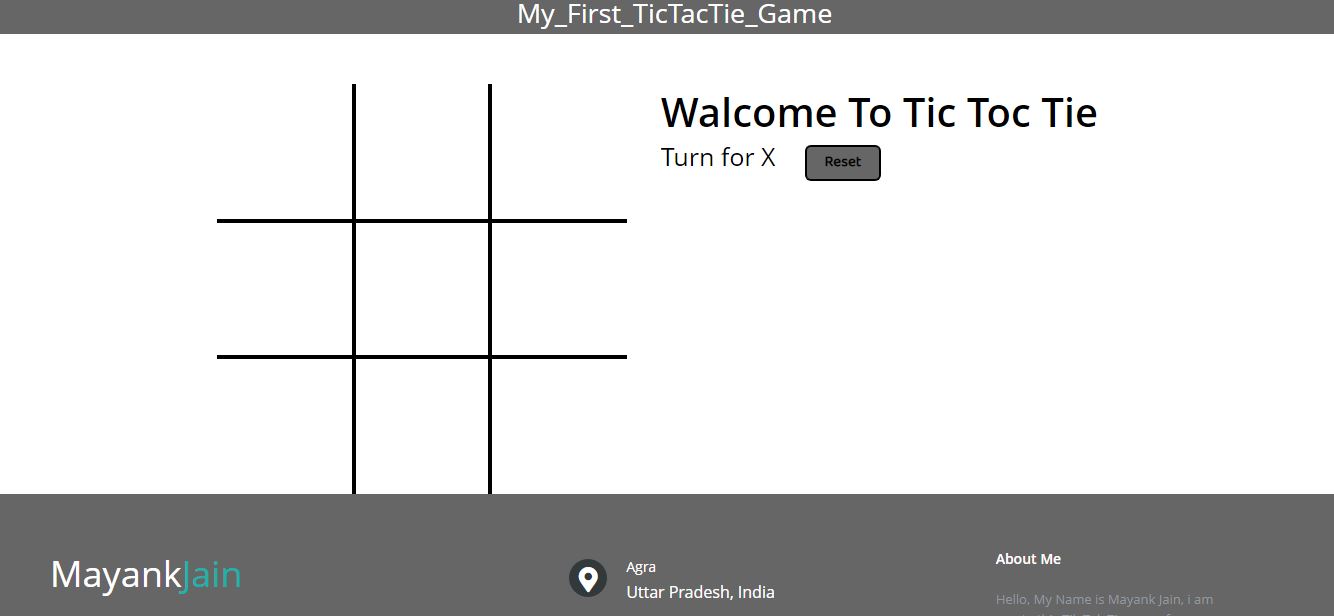 My_First_TicTacTie_Game
Walcome To Tic Toc Tie
Turn for X
Reset
MayankJain
Agra
Uttar Pradesh, India
About Me
Hello, My Name is Mayank Jain, i am